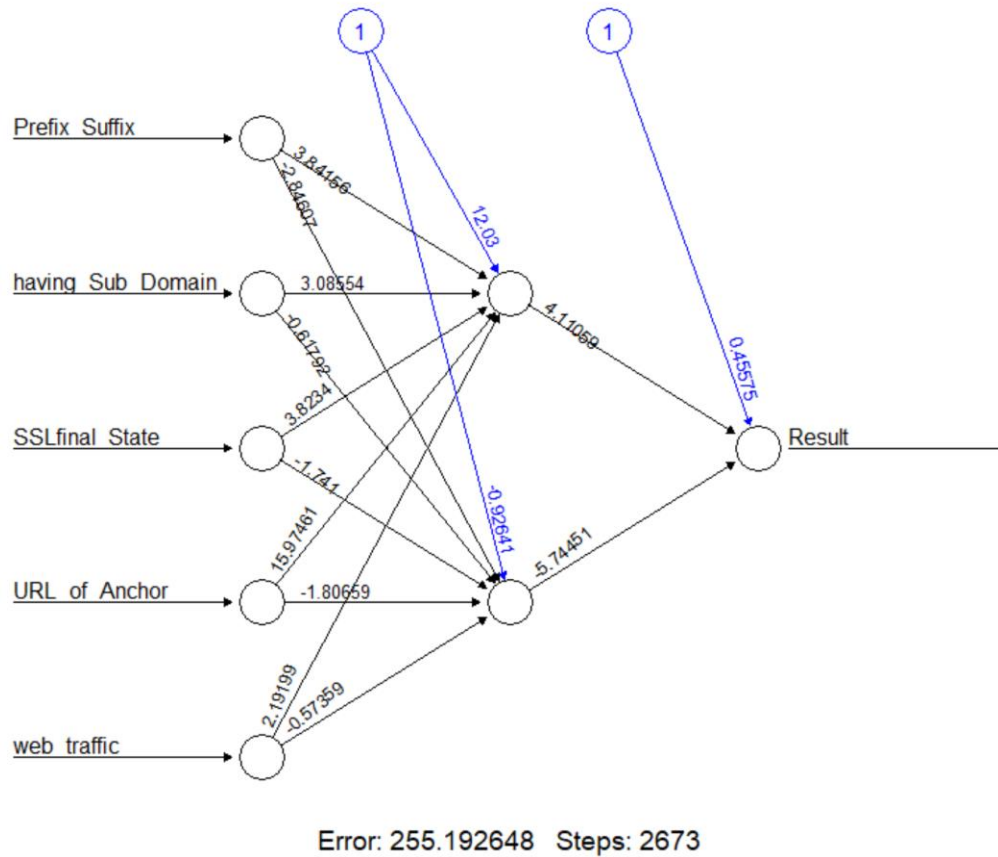 1
1
Prefix_Suffix
3.84156
-2.84607
12.03
having_Sub_Domain
3.08554
-0.61792
4.11059
0.45575
SSLfinal_State
3.8234
-1.741
Result
-0.92641
15.97461
URL_of_Anchor
-1.80659
-5.74451
2.19199
-0.57359
web_traffic
Error: 255.192648 Steps: 2673